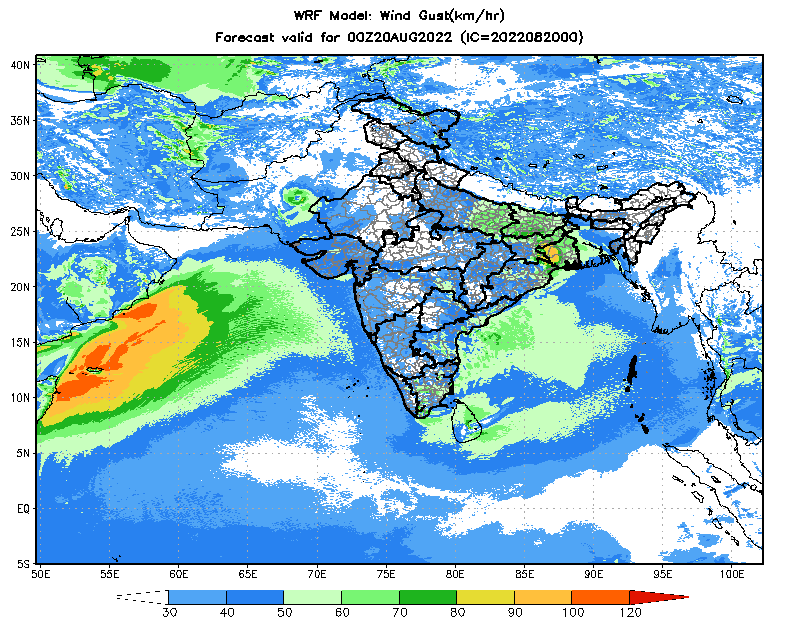 WRF Model: Wind Gust(km/hr)
Forecast valid for 00Z20AUG2022 (IC=2022082000)
40N
35N
30N
25N
20N
15N
10N
5N
EQ
5S
50E 55E 60E 65E 70E 75E 80E 85E 90E 95E 100E
30 40 50 60 70 80 90 100 120